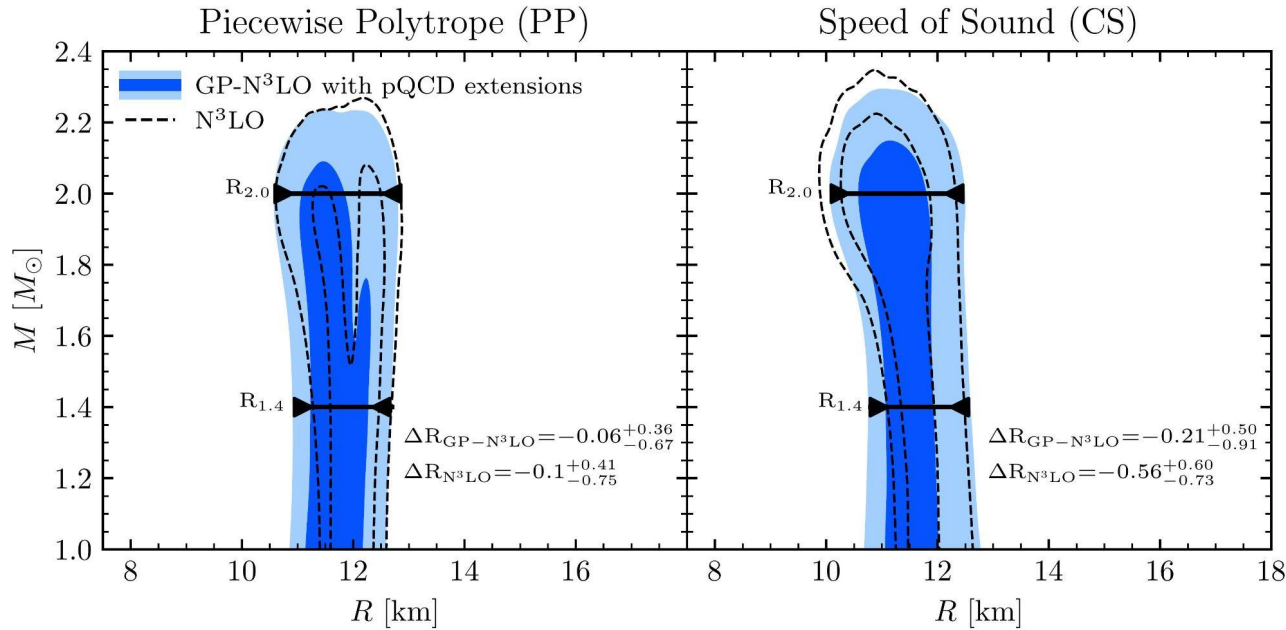 Piecewise Polytrope (PP)
Speed of Sound (CS)
2.4
2.2
2.0
1.8
1.6
1.4
1.2
1.0
M [M⊙]
GP-N³LO with pQCD extensions
N³LO
R₂.₀
R₁.₄
ΔR_GP−N³LO=−0.06^{+0.36}_{−0.67}
ΔR_N³LO=−0.1^{+0.41}_{−0.75}
R₂.₀
R₁.₄
ΔR_GP−N³LO=−0.21^{+0.50}_{−0.91}
ΔR_N³LO=−0.56^{+0.60}_{−0.73}
8 10 12 14 16
8 10 12 14 16 18
R [km]
R [km]